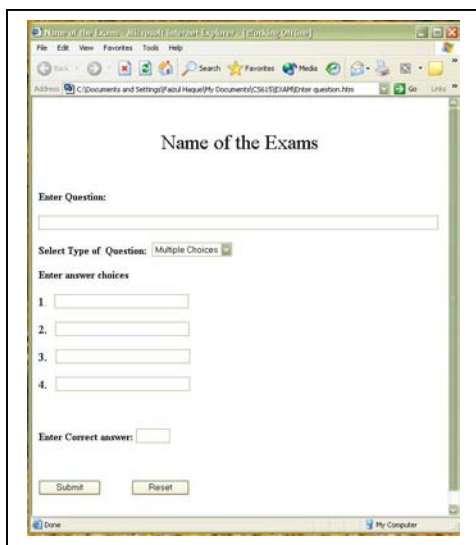 Name of the Exams - Microsoft Internet Explorer - [Working Offline]
File Edit View Favorites Tools Help
Back Search Favorites Media
Address C:\Documents and Settings\Faizul Haque\My Documents\CS615\EXAM\Enter question.htm Go Links »
Name of the Exams
Enter Question:
Select Type of Question: Multiple Choices
Enter answer choices
1.
2.
3.
4.
Enter Correct answer:
Submit Reset
Done My Computer